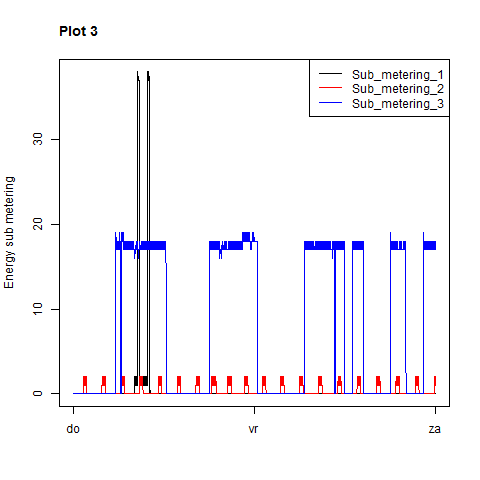 Plot 3
Sub_metering_1
Sub_metering_2
Sub_metering_3
Energy sub metering
30
20
10
0
do vr za